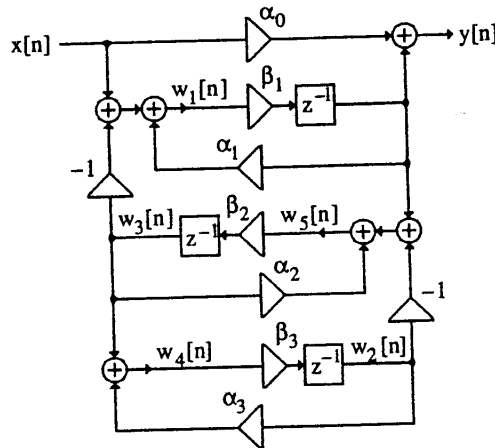 α₀
x[n] + y[n]
w₁[n] β₁
+ + z⁻¹
α₁
−1
β₂ w₅[n]
w₃[n] z⁻¹ + +
α₂
−1
β₃
+ w₄[n] z⁻¹ w₂[n]
α₃